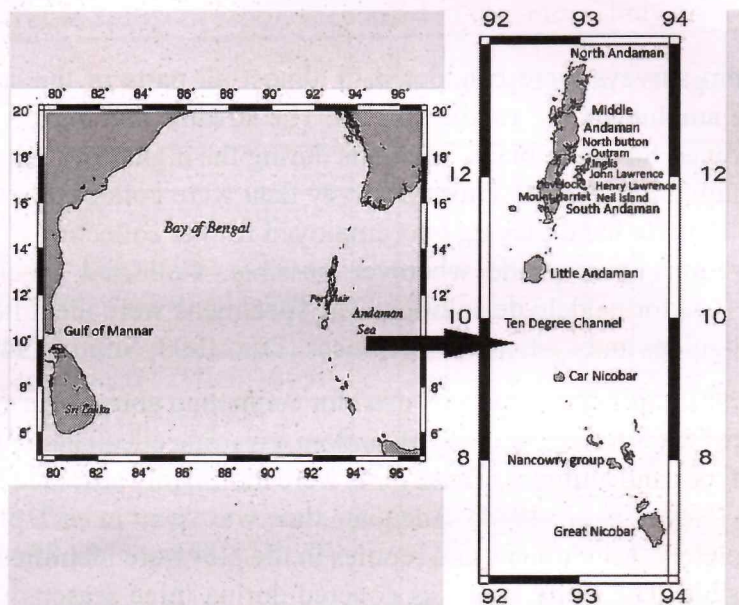 92 93 94
North Andaman
Middle
Andaman
North button
Outram
Inglis
John Lawrence
Havelock Henry Lawrence
Mount Harriet Neil Island
South Andaman
12 12
Little Andaman
Ten Degree Channel
10 10
Car Nicobar
8 8
Nancowry group
Great Nicobar
92 93 94
80° 82° 84° 86° 88° 90° 92° 94° 96°
20° 20°
18° 18°
16° 16°
14° 14°
12° 12°
10° 10°
8° 8°
6° 6°
Bay of Bengal
Port Blair
Andaman
Sea
Gulf of Mannar
Sri Lanka
80° 82° 84° 86° 88° 90° 92° 94° 96°